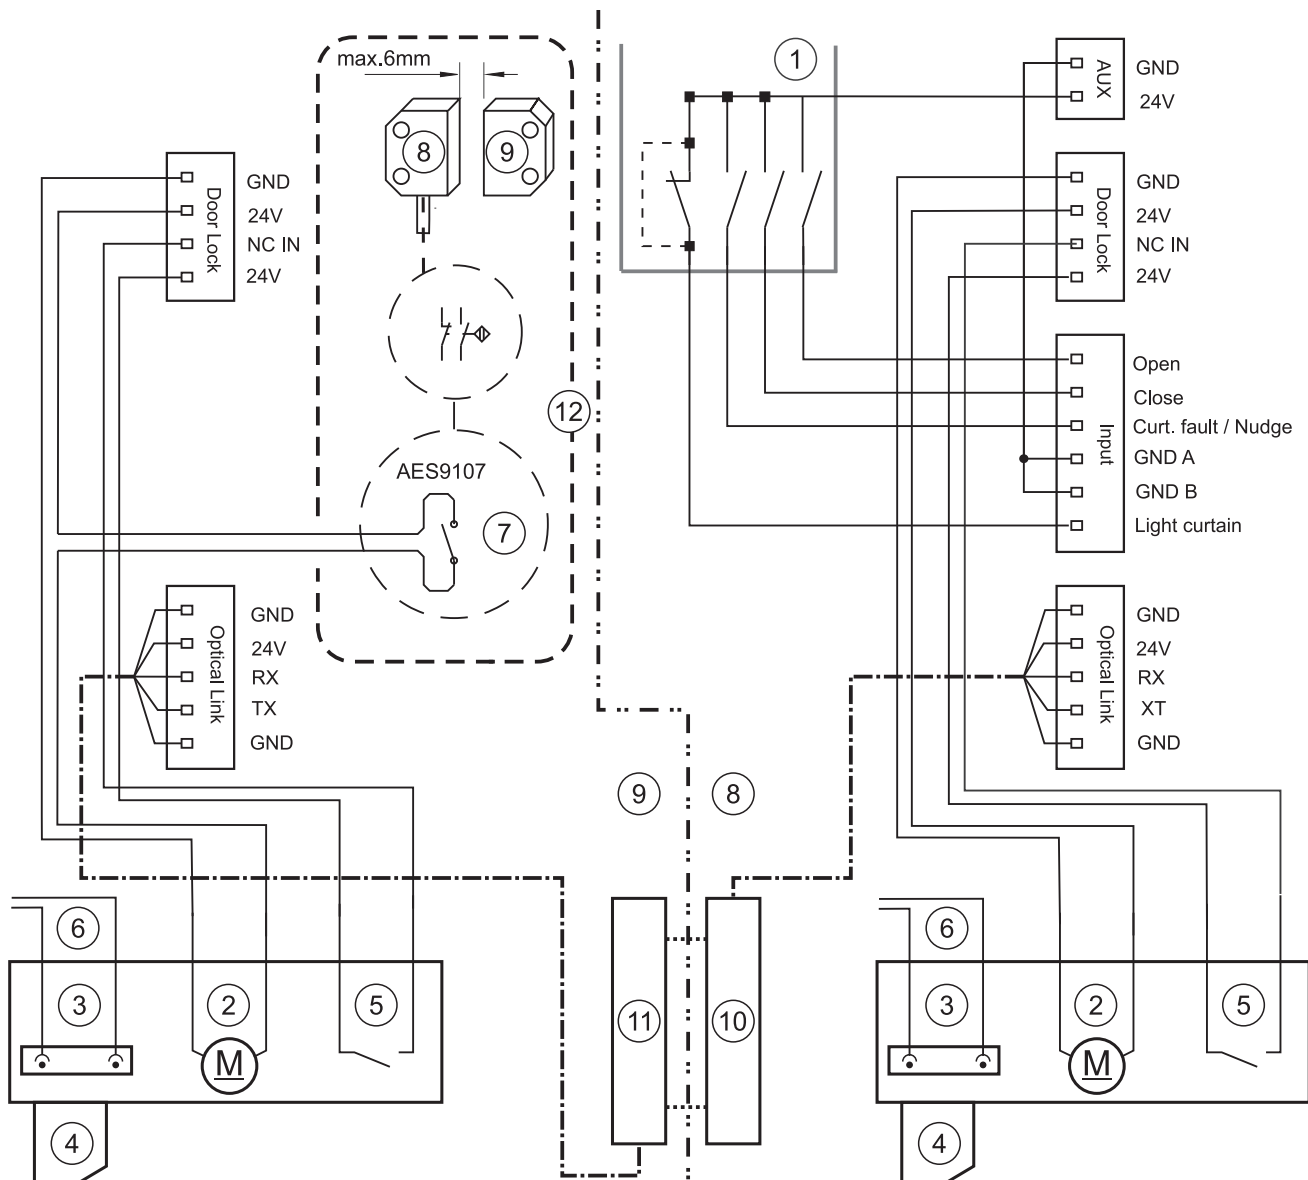 max.6mm
1
AUX
GND
24V
8
9
Door Lock
GND
24V
NC IN
24V
Door Lock
GND
24V
NC IN
24V
12
Input
Open
Close
Curt. fault / Nudge
GND A
GND B
Light curtain
AES9107
7
Optical Link
GND
24V
RX
TX
GND
Optical Link
GND
24V
RX
XT
GND
9
8
6
3
2
5
M
4
11
10
6
3
2
5
M
4